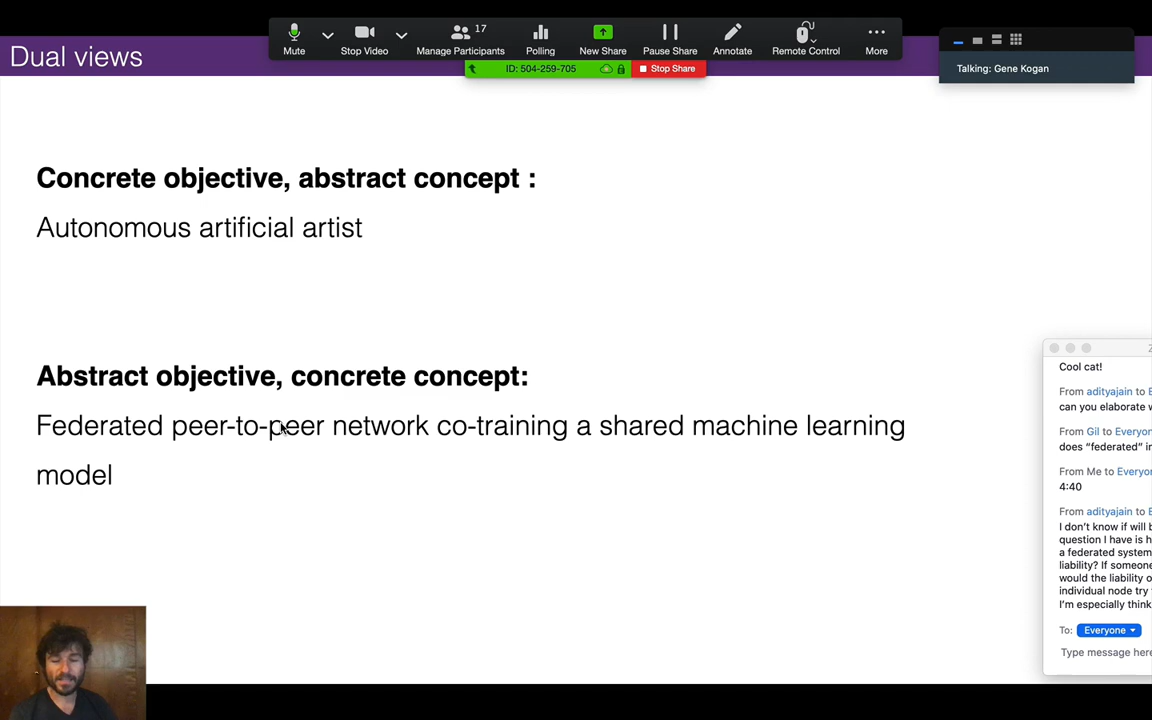 Dual views
17
Mute
Stop Video
Manage Participants
Polling
New Share
Pause Share
Annotate
Remote Control
More
ID: 504-259-705
Stop Share
Talking: Gene Kogan
Concrete objective, abstract concept :
Autonomous artificial artist
Abstract objective, concrete concept:
Federated peer-to-peer network co-training a shared machine learning
model
Cool cat!
From adityajain to
can you elaborate
From Gil to Everyon
does “federated” in
From Me to Everyon
4:40
From adityajain to
I don’t know if will
question I have is
a federated system
liability? If someone
would the liability
individual node try
I’m especially think
To: Everyone
Type message here